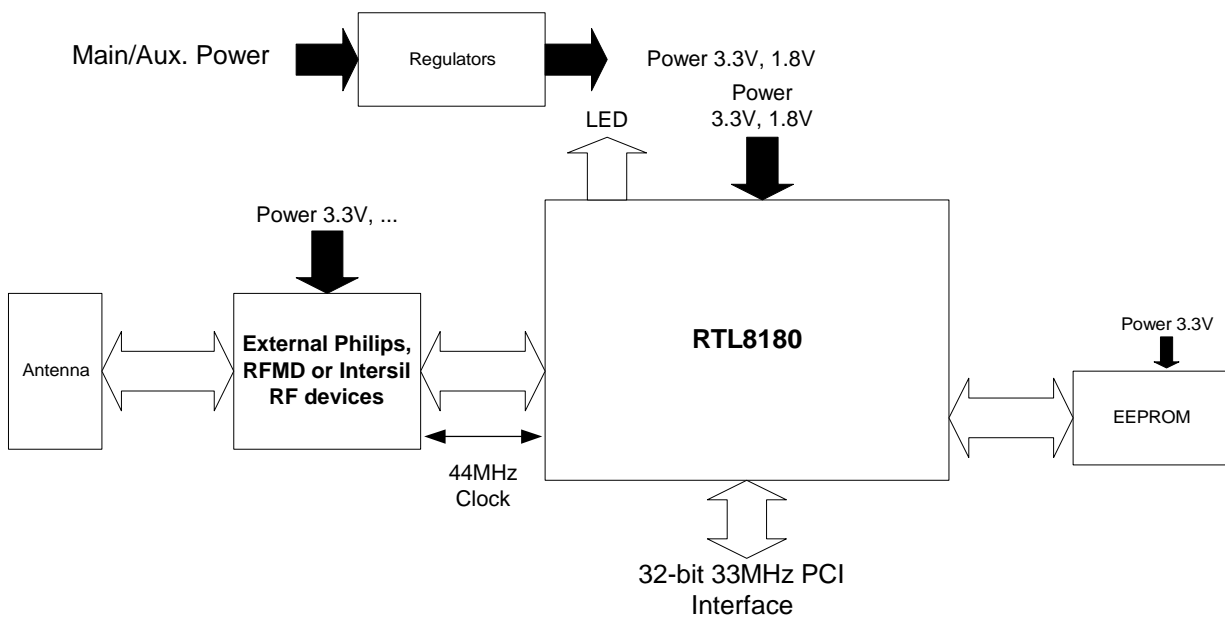 Main/Aux. Power
Regulators
Power 3.3V, 1.8V
Power
3.3V, 1.8V
LED
Power 3.3V, ...
Antenna
External Philips,
RFMD or Intersil
RF devices
44MHz
Clock
RTL8180
Power 3.3V
EEPROM
32-bit 33MHz PCI
Interface